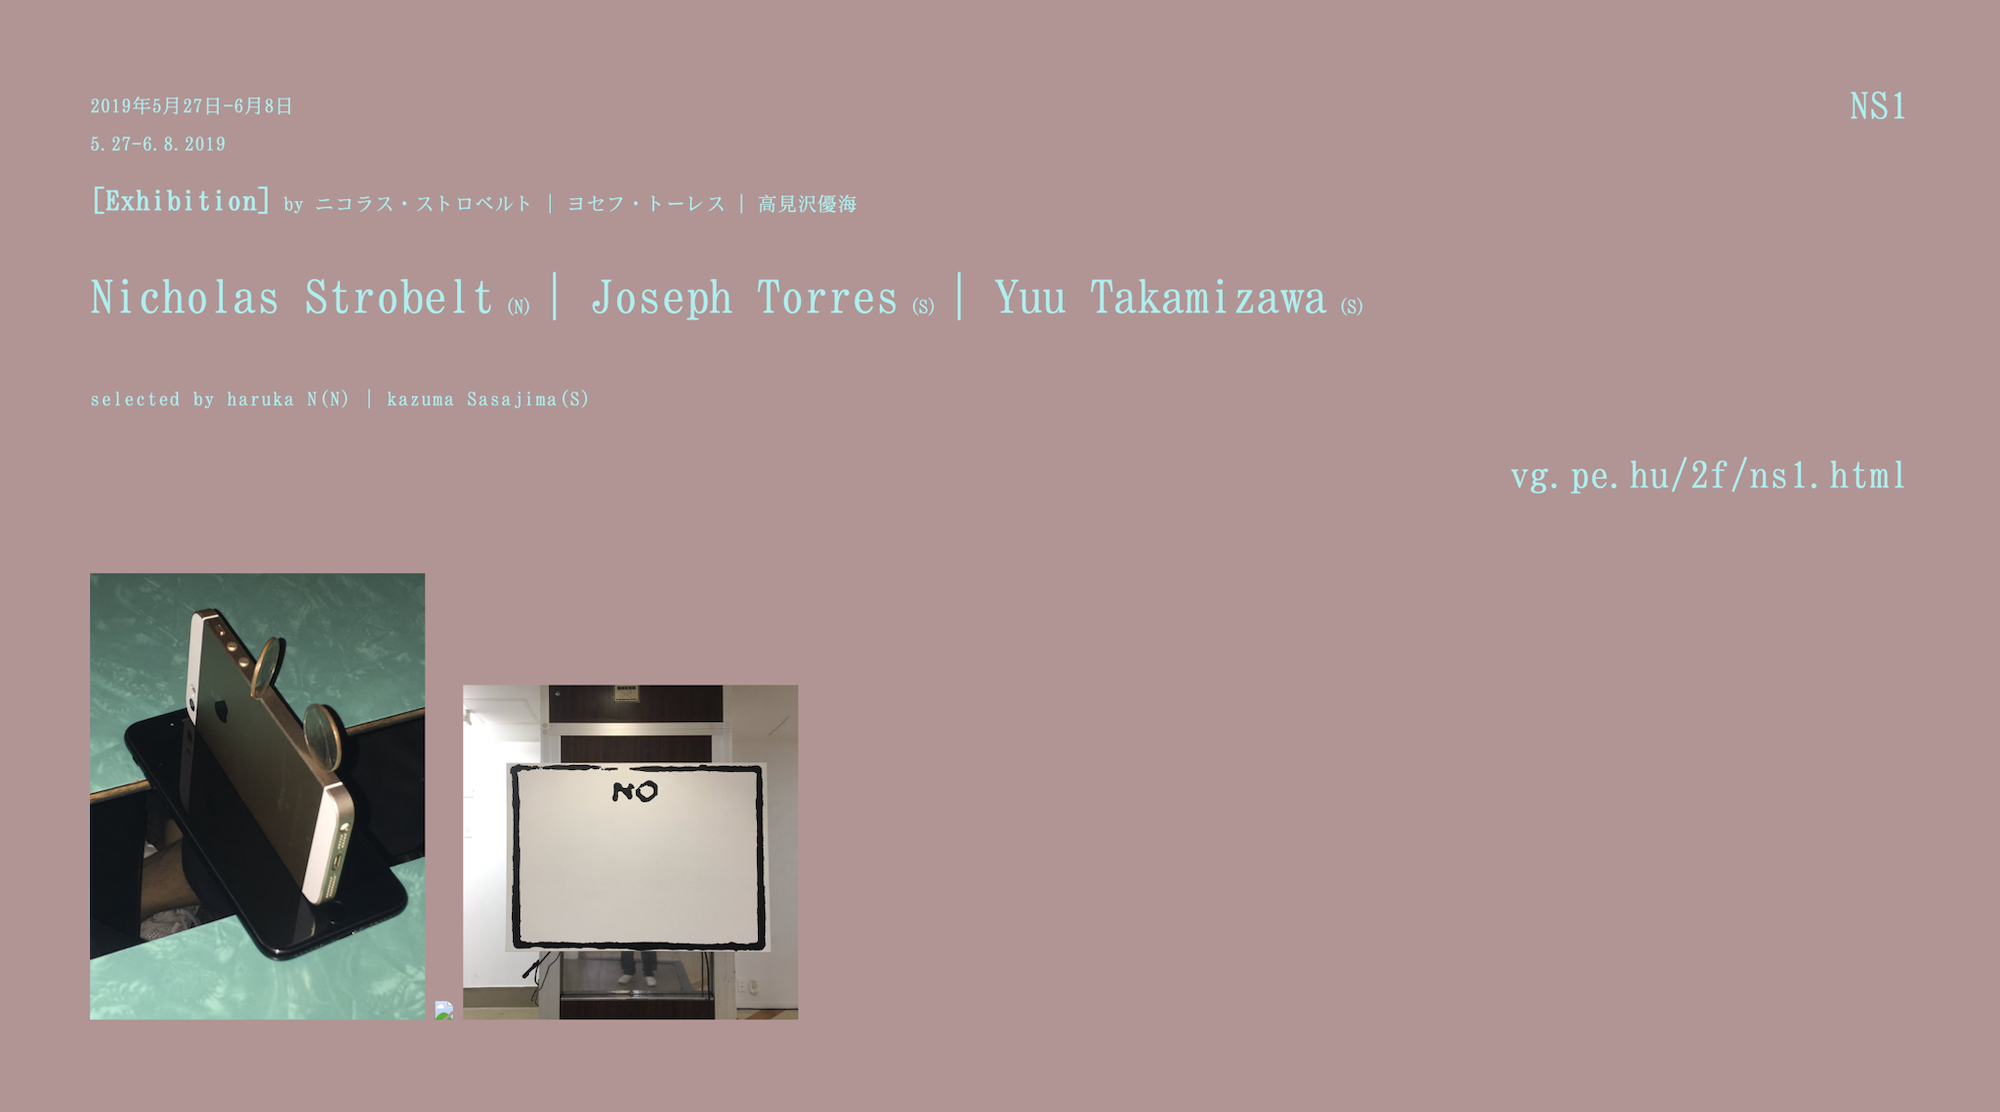 2019年5月27日-6月8日
NS1
5.27-6.8.2019
[Exhibition] by ニコラス・ストロベルト | ヨセフ・トーレス | 高見沢優海
Nicholas Strobelt (N) | Joseph Torres (S) | Yuu Takamizawa (S)
selected by haruka N(N) | kazuma Sasajima(S)
vg.pe.hu/2f/ns1.html
NO